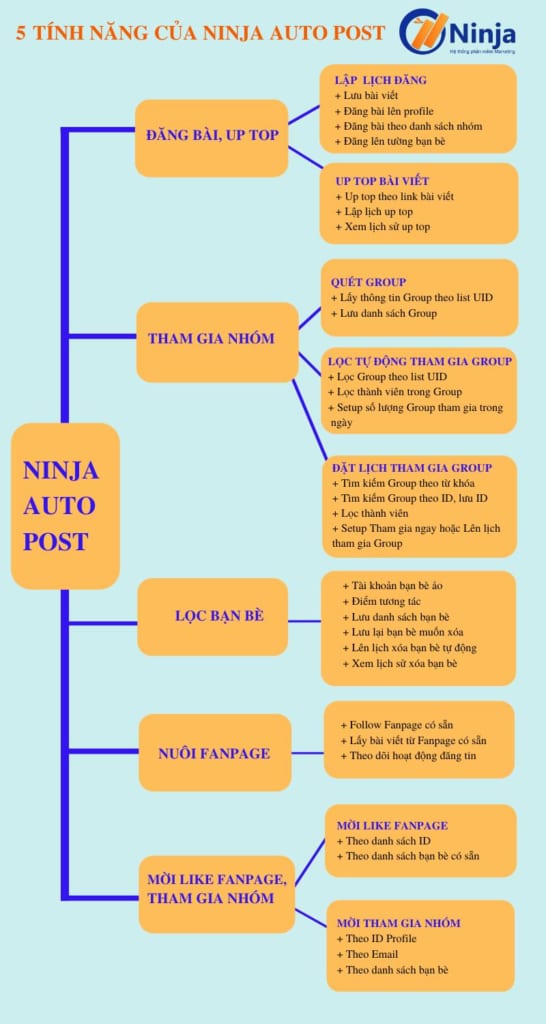 5 TÍNH NĂNG CỦA NINJA AUTO POST
Ninja
Hệ thống phần mềm Marketing
NINJA
AUTO
POST
ĐĂNG BÀI, UP TOP
LẬP LỊCH ĐĂNG
+ Lưu bài viết
+ Đăng bài lên profile
+ Đăng bài theo danh sách nhóm
+ Đăng lên tường bạn bè
UP TOP BÀI VIẾT
+ Up top theo link bài viết
+ Lập lịch up top
+ Xem lịch sử up top
THAM GIA NHÓM
QUÉT GROUP
+ Lấy thông tin Group theo list UID
+ Lưu danh sách Group
LỌC TỰ ĐỘNG THAM GIA GROUP
+ Lọc Group theo list UID
+ Lọc thành viên trong Group
+ Setup số lượng Group tham gia trong
ngày
ĐẶT LỊCH THAM GIA GROUP
+ Tìm kiếm Group theo từ khóa
+ Tìm kiếm Group theo ID, lưu ID
+ Lọc thành viên
+ Setup Tham gia ngay hoặc Lên lịch
tham gia Group
LỌC BẠN BÈ
+ Tài khoản bạn bè ảo
+ Điểm tương tác
+ Lưu danh sách bạn bè
+ Lưu lại bạn bè muốn xóa
+ Lên lịch xóa bạn bè tự động
+ Xem lịch sử xóa bạn bè
NUÔI FANPAGE
+ Follow Fanpage có sẵn
+ Lấy bài viết từ Fanpage có sẵn
+ Theo dõi hoạt động đăng tin
MỜI LIKE FANPAGE,
THAM GIA NHÓM
MỜI LIKE FANPAGE
+ Theo danh sách ID
+ Theo danh sách bạn bè có sẵn
MỜI THAM GIA NHÓM
+ Theo ID Profile
+ Theo Email
+ Theo danh sách bạn bè